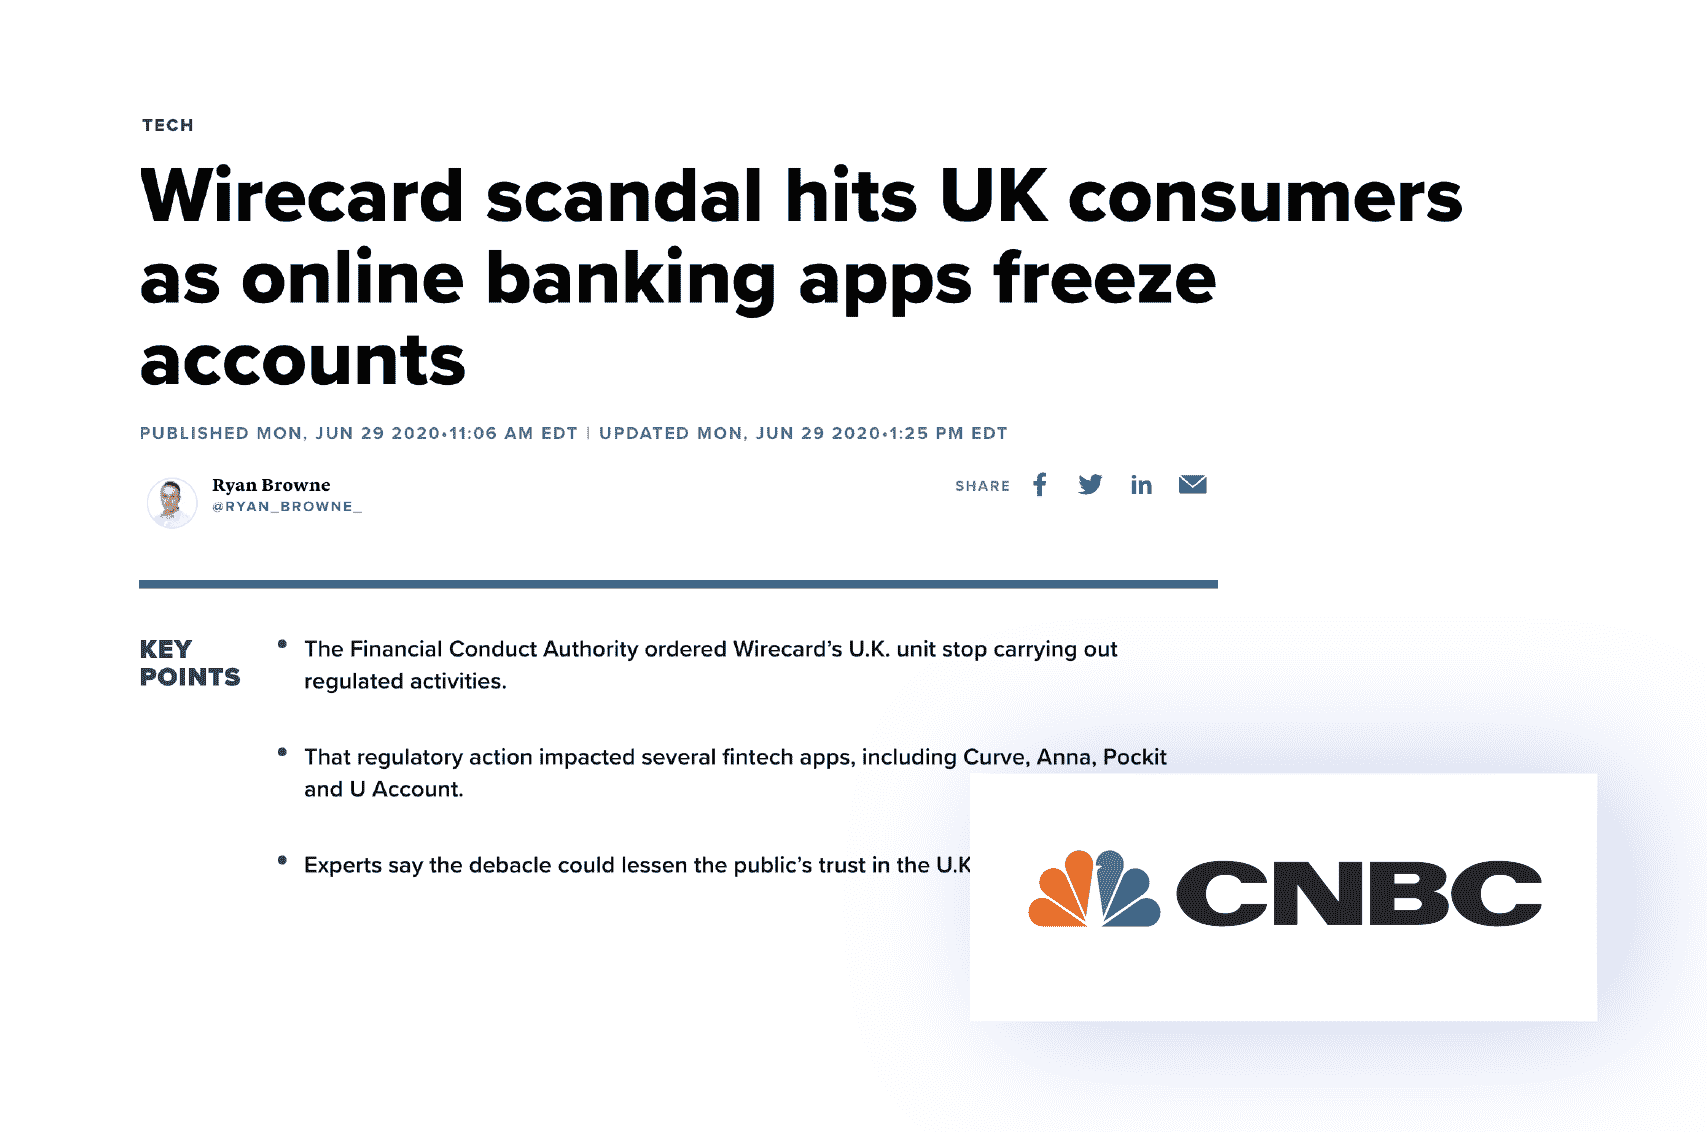 TECH
Wirecard scandal hits UK consumers
as online banking apps freeze
accounts
PUBLISHED MON, JUN 29 2020•11:06 AM EDT | UPDATED MON, JUN 29 2020•1:25 PM EDT
Ryan Browne
@RYAN_BROWNE_
SHARE
KEY
POINTS
• The Financial Conduct Authority ordered Wirecard’s U.K. unit stop carrying out
regulated activities.
• That regulatory action impacted several fintech apps, including Curve, Anna, Pockit
and U Account.
• Experts say the debacle could lessen the public’s trust in the U.K
CNBC